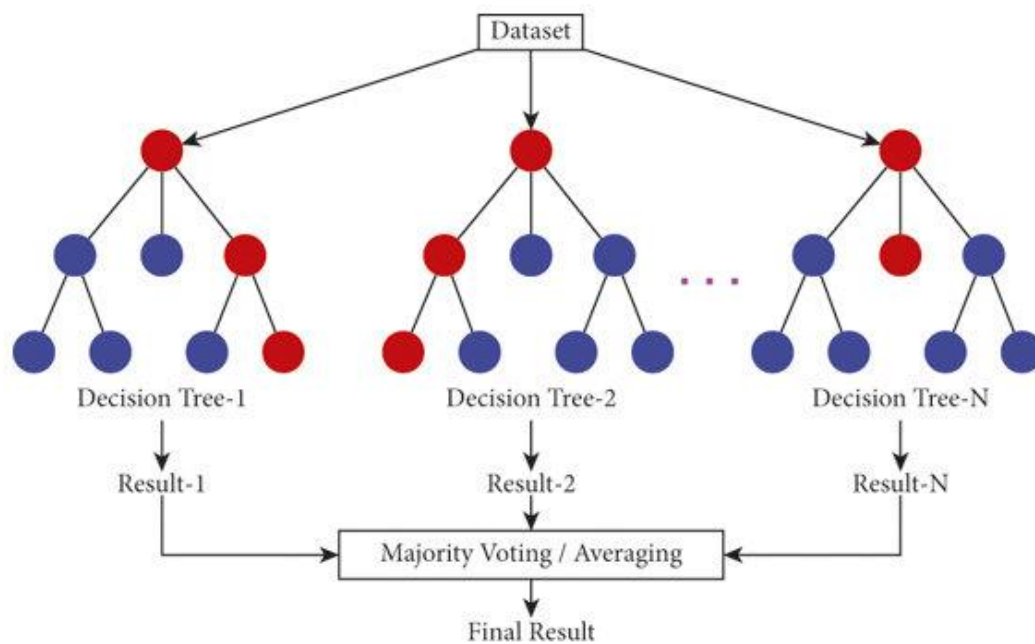 Dataset
Decision Tree-1
Decision Tree-2
Decision Tree-N
Result-1
Result-2
Result-N
Majority Voting / Averaging
Final Result